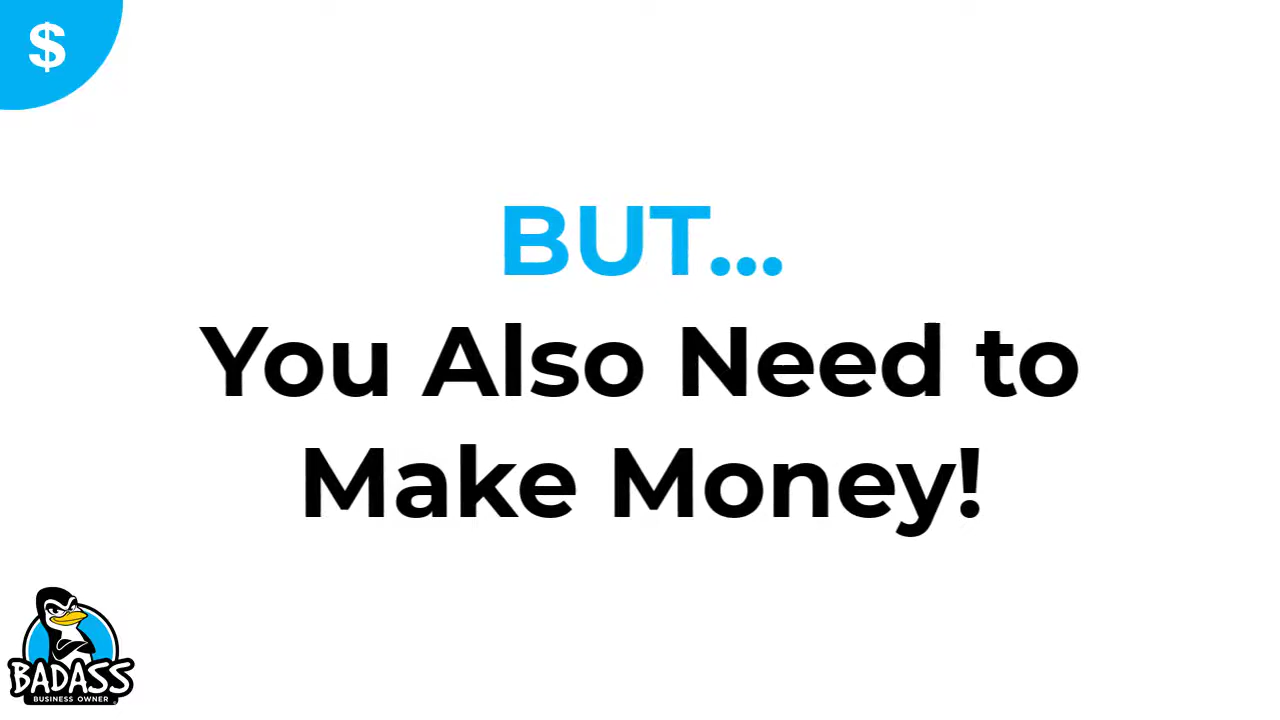 $
BUT...
You Also Need to
Make Money!
BADASS
BUSINESS OWNER